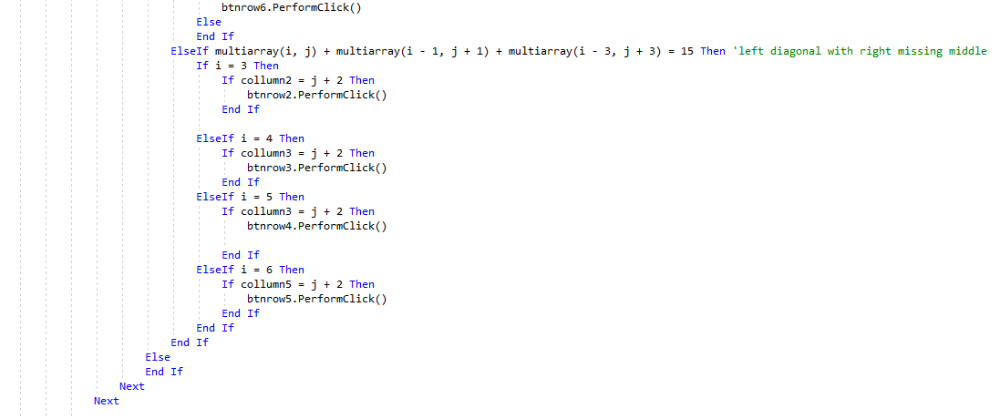 btnrow6.PerformClick()
Else
End If
ElseIf multiarray(i, j) + multiarray(i - 1, j + 1) + multiarray(i - 3, j + 3) = 15 Then 'left diagonal with right missing middle
If i = 3 Then
If collumn2 = j + 2 Then
btnrow2.PerformClick()
End If
ElseIf i = 4 Then
If collumn3 = j + 2 Then
btnrow3.PerformClick()
End If
ElseIf i = 5 Then
If collumn3 = j + 2 Then
btnrow4.PerformClick()
End If
ElseIf i = 6 Then
If collumn5 = j + 2 Then
btnrow5.PerformClick()
End If
End If
End If
Else
End If
Next
Next